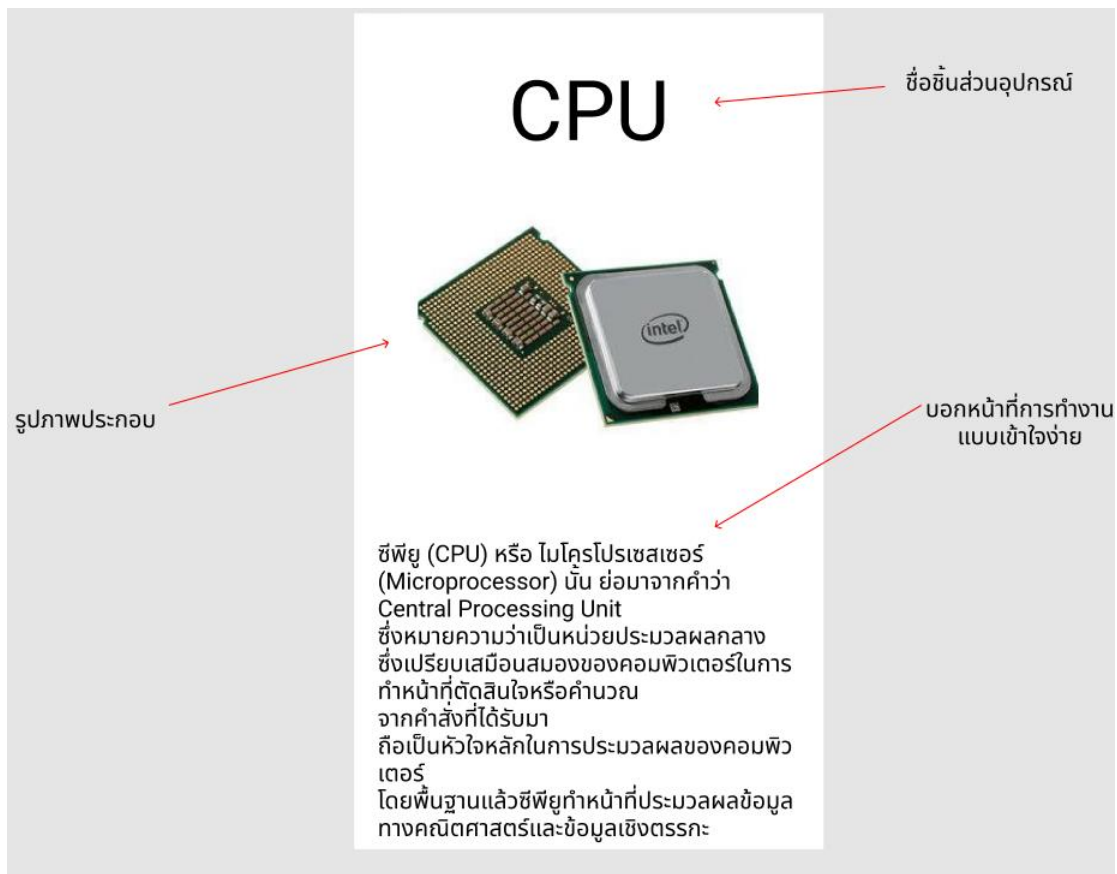 CPU
ชื่อชิ้นส่วนอุปกรณ์
intel
รูปภาพประกอบ
บอกหน้าที่การทำงาน
แบบเข้าใจง่าย
ซีพียู (CPU) หรือ ไมโครโปรเซสเซอร์
(Microprocessor) นั้น ย่อมาจากคำว่า
Central Processing Unit
ซึ่งหมายความว่าเป็นหน่วยประมวลผลกลาง
ซึ่งเปรียบเสมือนสมองของคอมพิวเตอร์ในการ
ทำหน้าที่ตัดสินใจหรือคำนวณ
จากคำสั่งที่ได้รับมา
ถือเป็นหัวใจหลักในการประมวลผลของคอมพิว
เตอร์
โดยพื้นฐานแล้วซีพียูทำหน้าที่ประมวลผลข้อมูล
ทางคณิตศาสตร์และข้อมูลเชิงตรรกะ